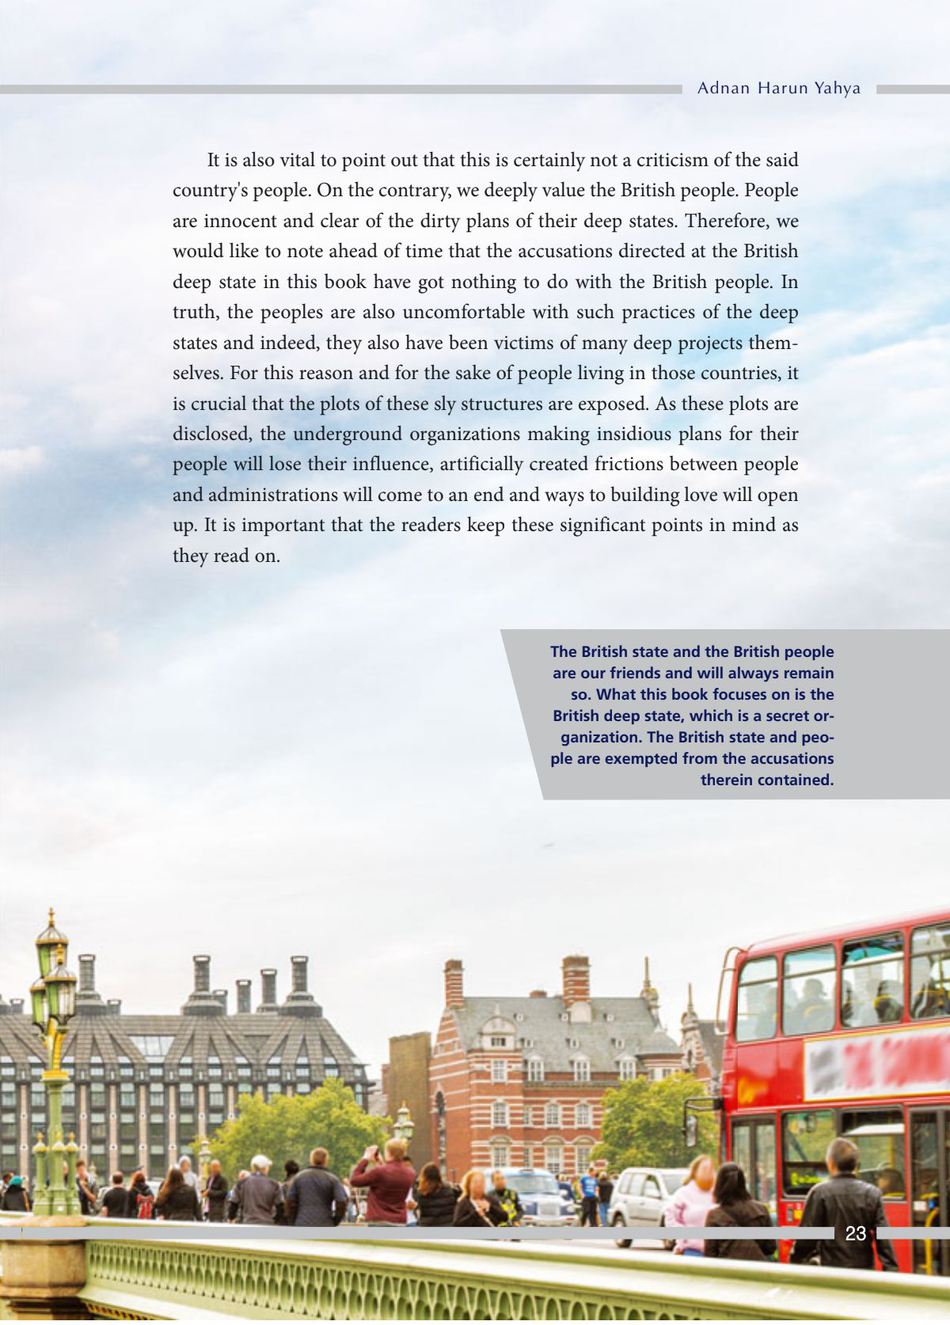 Adnan Harun Yahya
It is also vital to point out that this is certainly not a criticism of the said
country's people. On the contrary, we deeply value the British people. People
are innocent and clear of the dirty plans of their deep states. Therefore, we
would like to note ahead of time that the accusations directed at the British
deep state in this book have got nothing to do with the British people. In
truth, the peoples are also uncomfortable with such practices of the deep
states and indeed, they also have been victims of many deep projects them-
selves. For this reason and for the sake of people living in those countries, it
is crucial that the plots of these sly structures are exposed. As these plots are
disclosed, the underground organizations making insidious plans for their
people will lose their influence, artificially created frictions between people
and administrations will come to an end and ways to building love will open
up. It is important that the readers keep these significant points in mind as
they read on.
The British state and the British people
are our friends and will always remain
so. What this book focuses on is the
British deep state, which is a secret or-
ganization. The British state and peo-
ple are exempted from the accusations
therein contained.
23